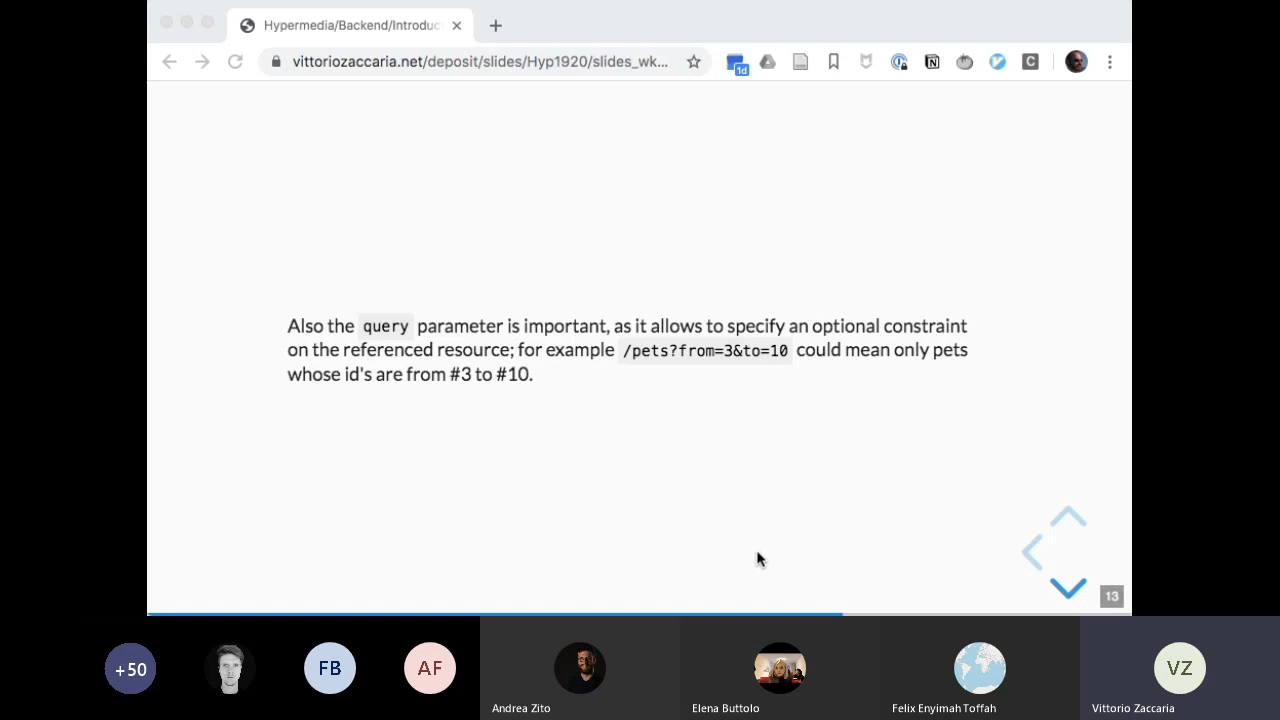 Hypermedia/Backend/Introduc
vittoriozaccaria.net/deposit/slides/Hyp1920/slides_wk...
1d
C
Also the query parameter is important, as it allows to specify an optional constraint
on the referenced resource; for example /pets?from=3&to=10 could mean only pets
whose id's are from #3 to #10.
13
+50
FB
AF
VZ
Andrea Zito
Elena Buttolo
Felix Enyimah Toffah
Vittorio Zaccaria